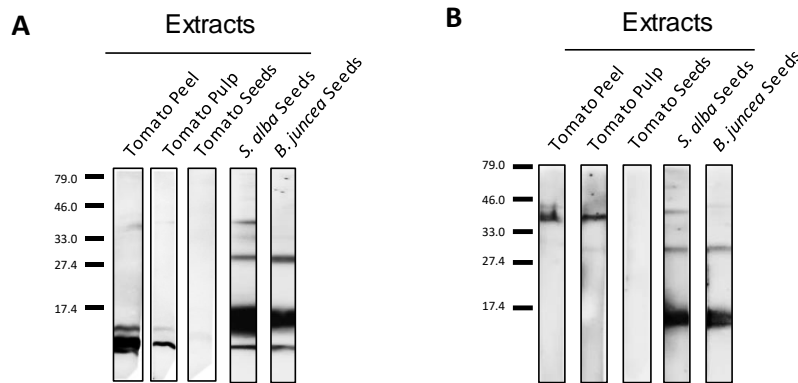 A
Extracts
Tomato Peel
Tomato Pulp
Tomato Seeds
S. alba Seeds
B. juncea Seeds
79.0
46.0
33.0
27.4
17.4
B
Extracts
Tomato Peel
Tomato Pulp
Tomato Seeds
S. alba Seeds
B. juncea Seeds
79.0
46.0
33.0
27.4
17.4